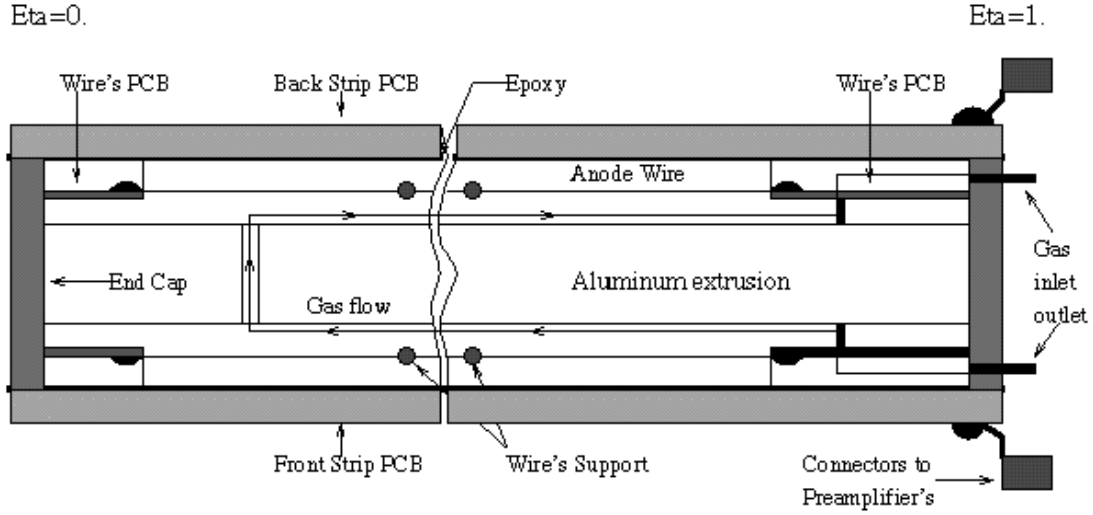 Eta=0.
Eta=1.
Wire's PCB
Back Strip PCB
Epoxy
Wire's PCB
Anode Wire
End Cap
Gas flow
Aluminum extrusion
Gas
inlet
outlet
Front Strip PCB
Wire's Support
Connectors to
Preamplifier's